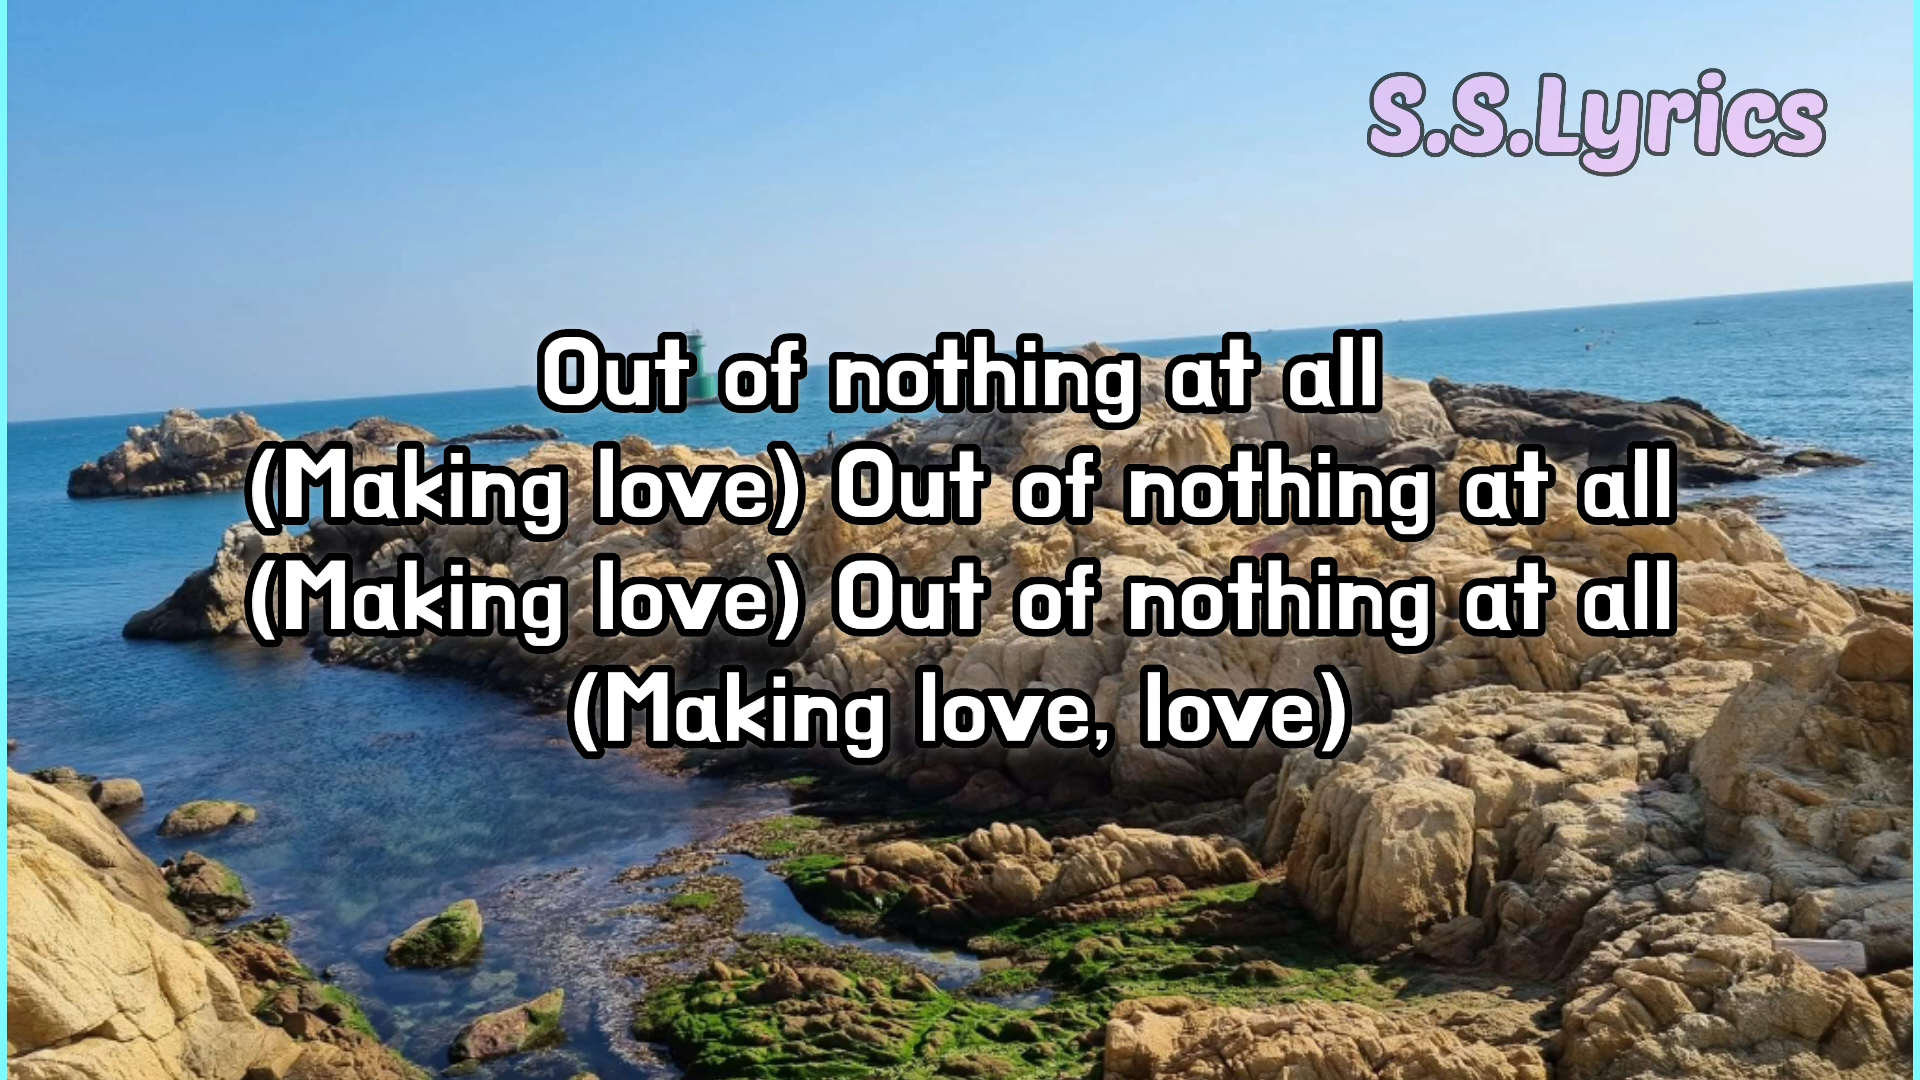 S.S.Lyrics
Out of nothing at all
(Making love) Out of nothing at all
(Making love) Out of nothing at all
(Making love, love)